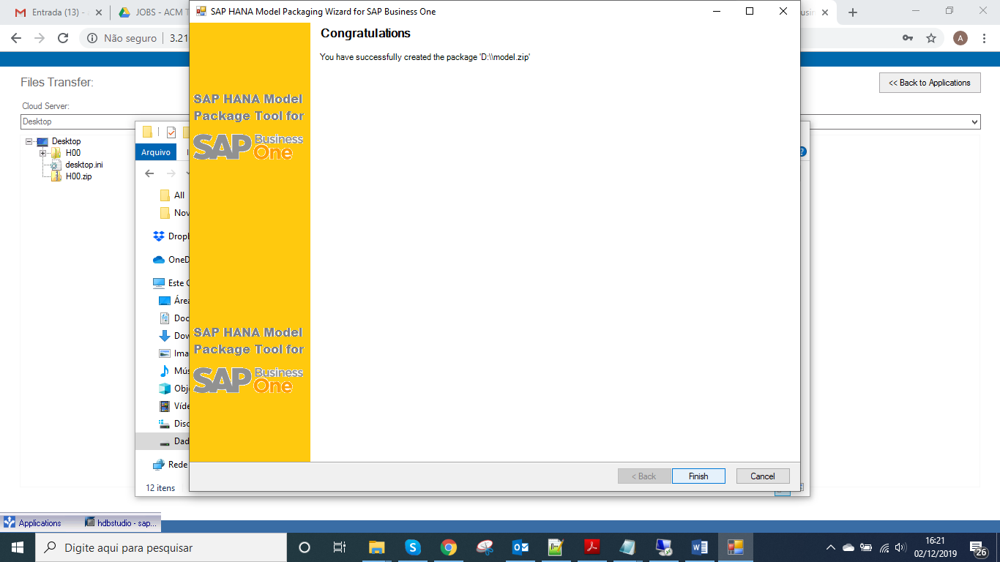 SAP HANA Model Packaging Wizard for SAP Business One
Entrada (13) -
JOBS - ACM T
usin
Não seguro
3.21
A
Congratulations
You have successfully created the package 'D:\\model.zip'
Files Transfer:
<< Back to Applications
Cloud Server:
Desktop
Desktop
H00
desktop.ini
H00.zip
SAP HANA Model
Package Tool for
SAP Business
One
Arquivo
All
Nov
Dropb
OneD
Este C
Área
Doc
Dow
Ima
Mús
Obje
Víde
Disc
Dad
Rede
12 itens
SAP HANA Model
Package Tool for
SAP Business
One
< Back
Finish
Cancel
Applications
hdbstudio - sap...
Digite aqui para pesquisar
16:21
02/12/2019
26